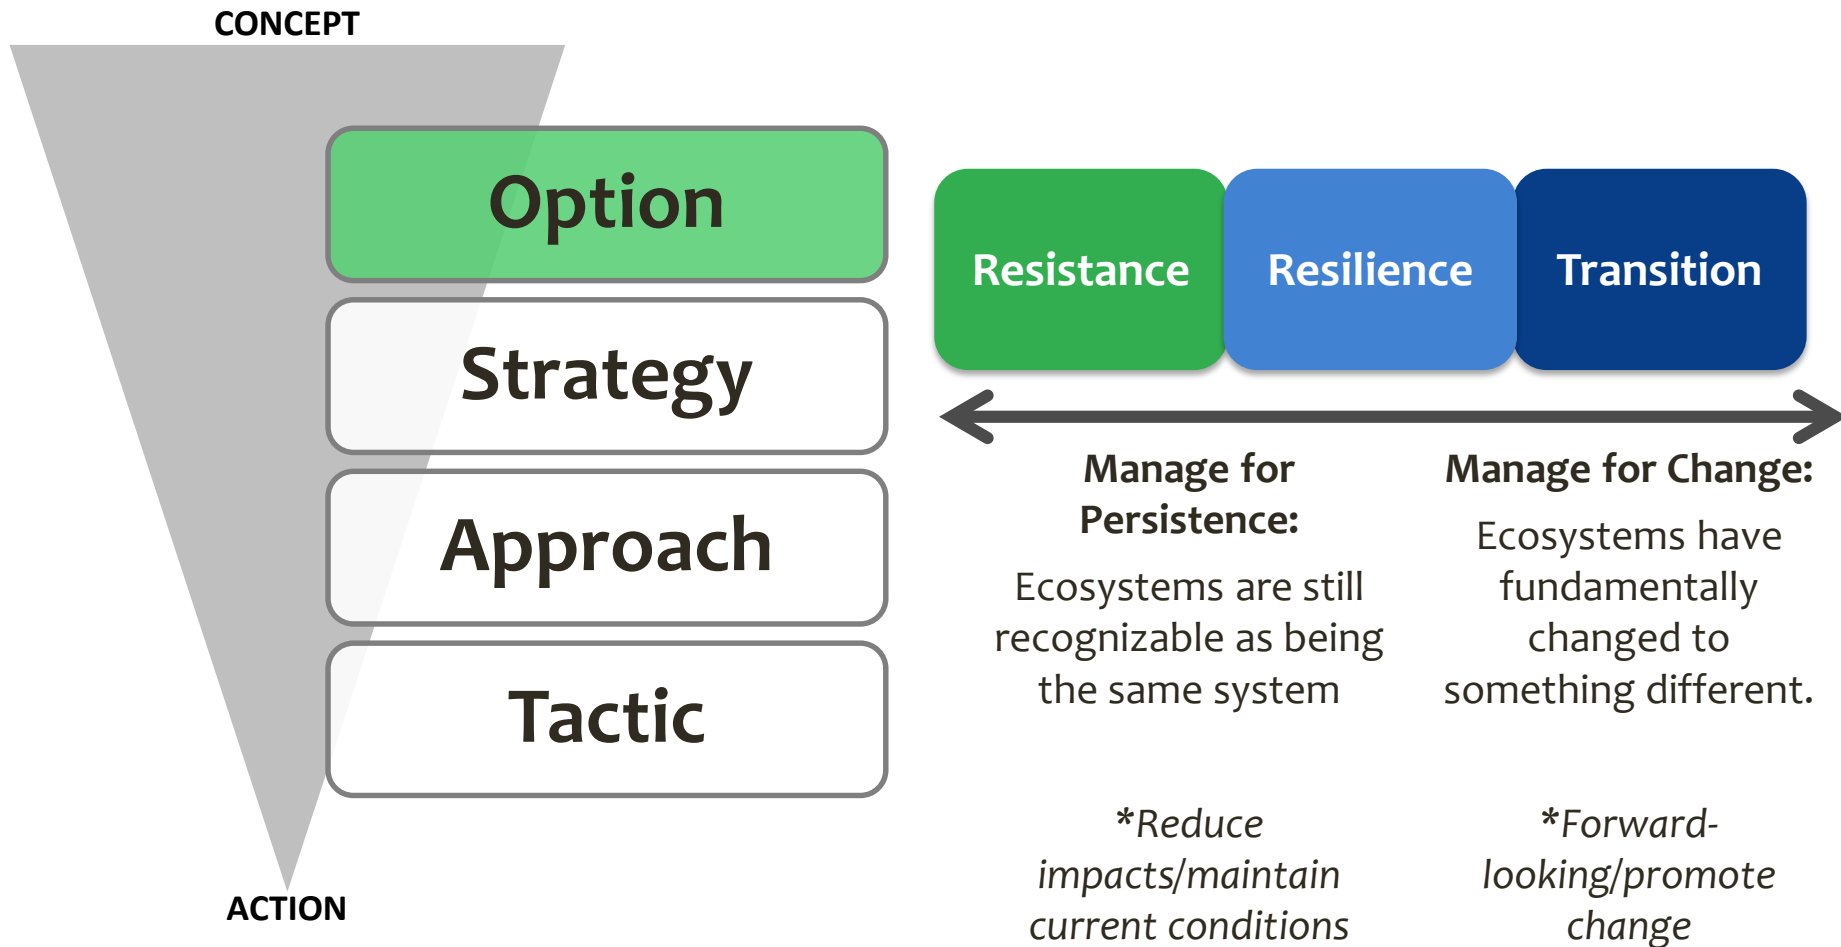 CONCEPT
Option
Strategy
Approach
Tactic
ACTION
Resistance
Resilience
Transition
Manage for
Persistence:
Ecosystems are still
recognizable as being
the same system
*Reduce
impacts/maintain
current conditions
Manage for Change:
Ecosystems have
fundamentally
changed to
something different.
*Forward-
looking/promote
change